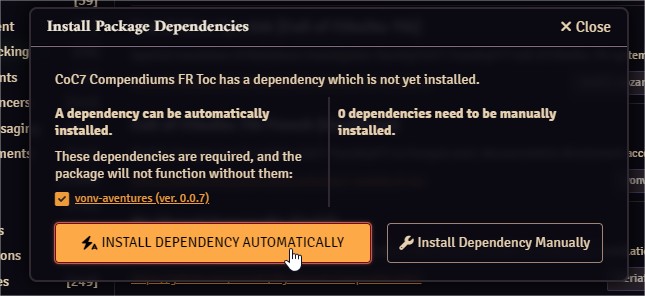 [39]
Install Package Dependencies
Close
CoC7 Compendiums FR Toc has a dependency which is not yet installed.
A dependency can be automatically
installed.
0 dependencies need to be manually
installed.
These dependencies are required, and the
package will not function without them:
vonv-aventures (ver. 0.0.7)
INSTALL DEPENDENCY AUTOMATICALLY
Install Dependency Manually
[249]